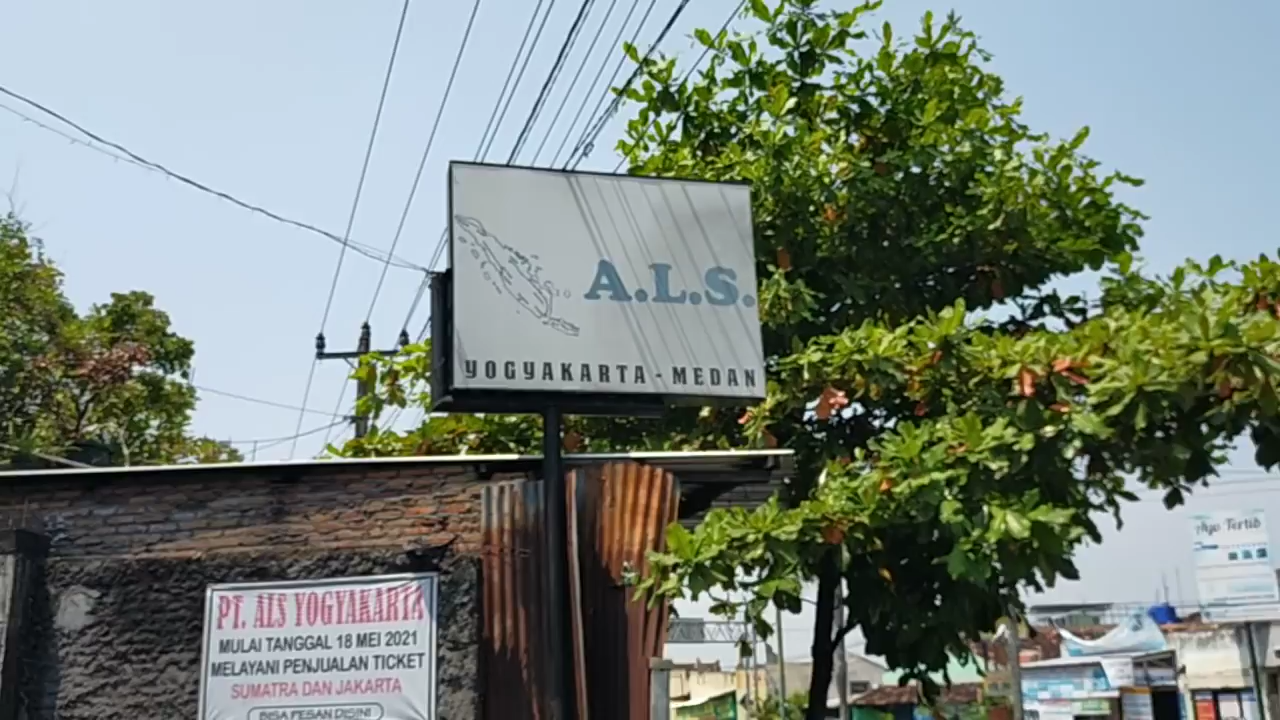 A.L.S.
YOGYAKARTA - MEDAN
PT. ALS YOGYAKARTA
MULAI TANGGAL 18 MEI 2021
MELAYANI PENJUALAN TICKET
SUMATRA DAN JAKARTA
BISA PESAN DISINI
Ayo Tertib